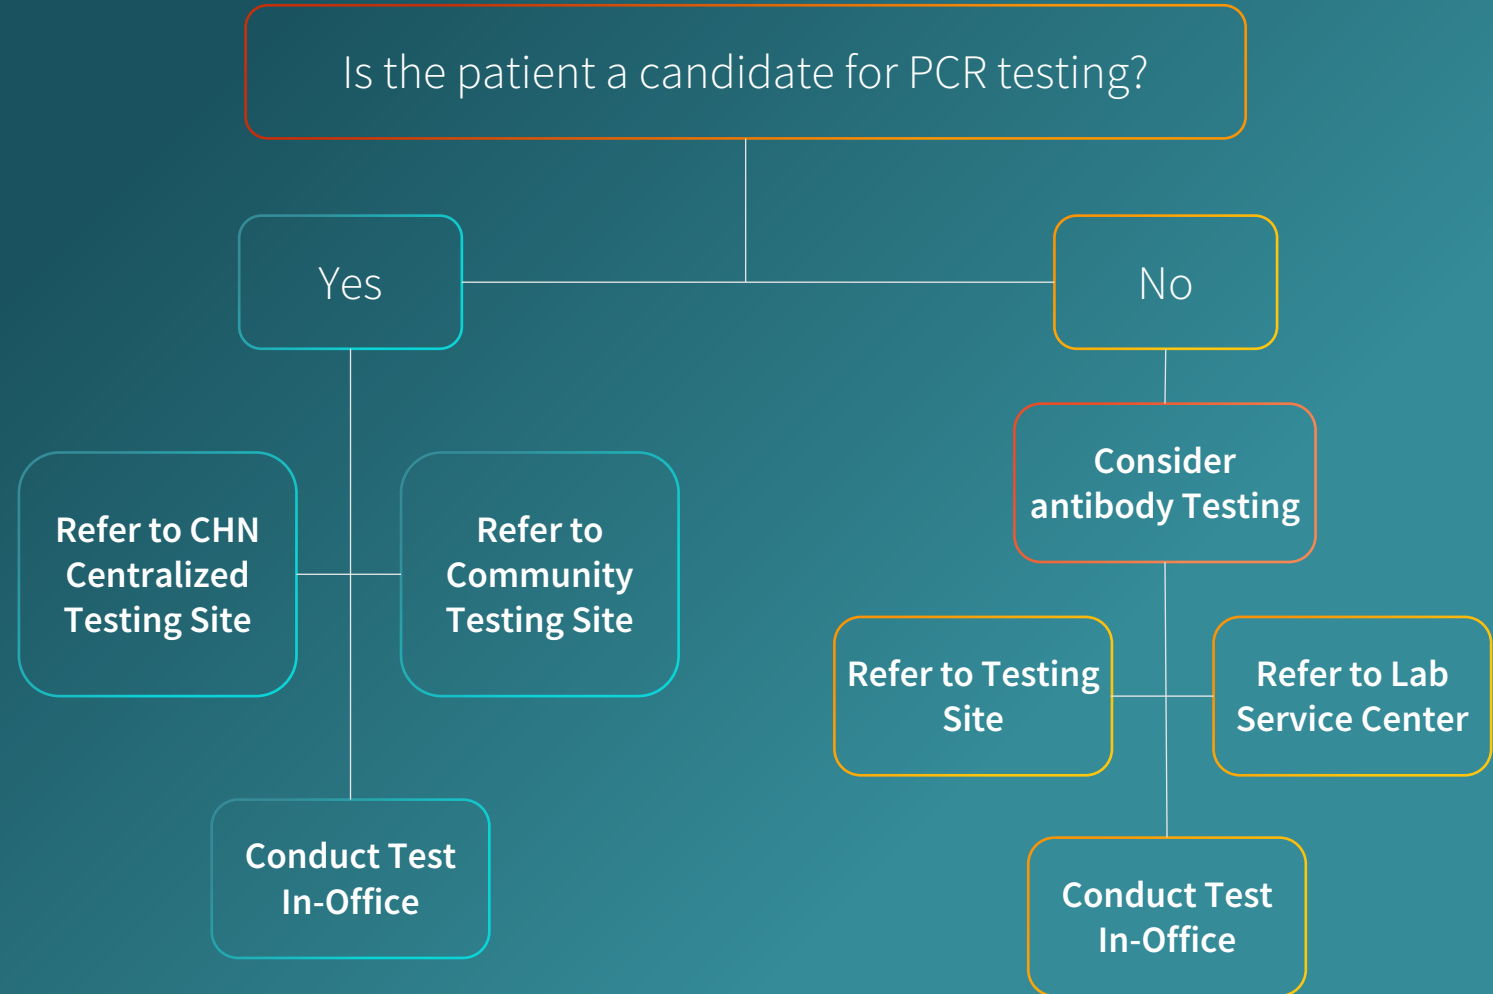 Is the patient a candidate for PCR testing?
Yes
No
Refer to CHN
Centralized
Testing Site
Refer to
Community
Testing Site
Conduct Test
In-Office
Consider
antibody Testing
Refer to Testing
Site
Refer to Lab
Service Center
Conduct Test
In-Office